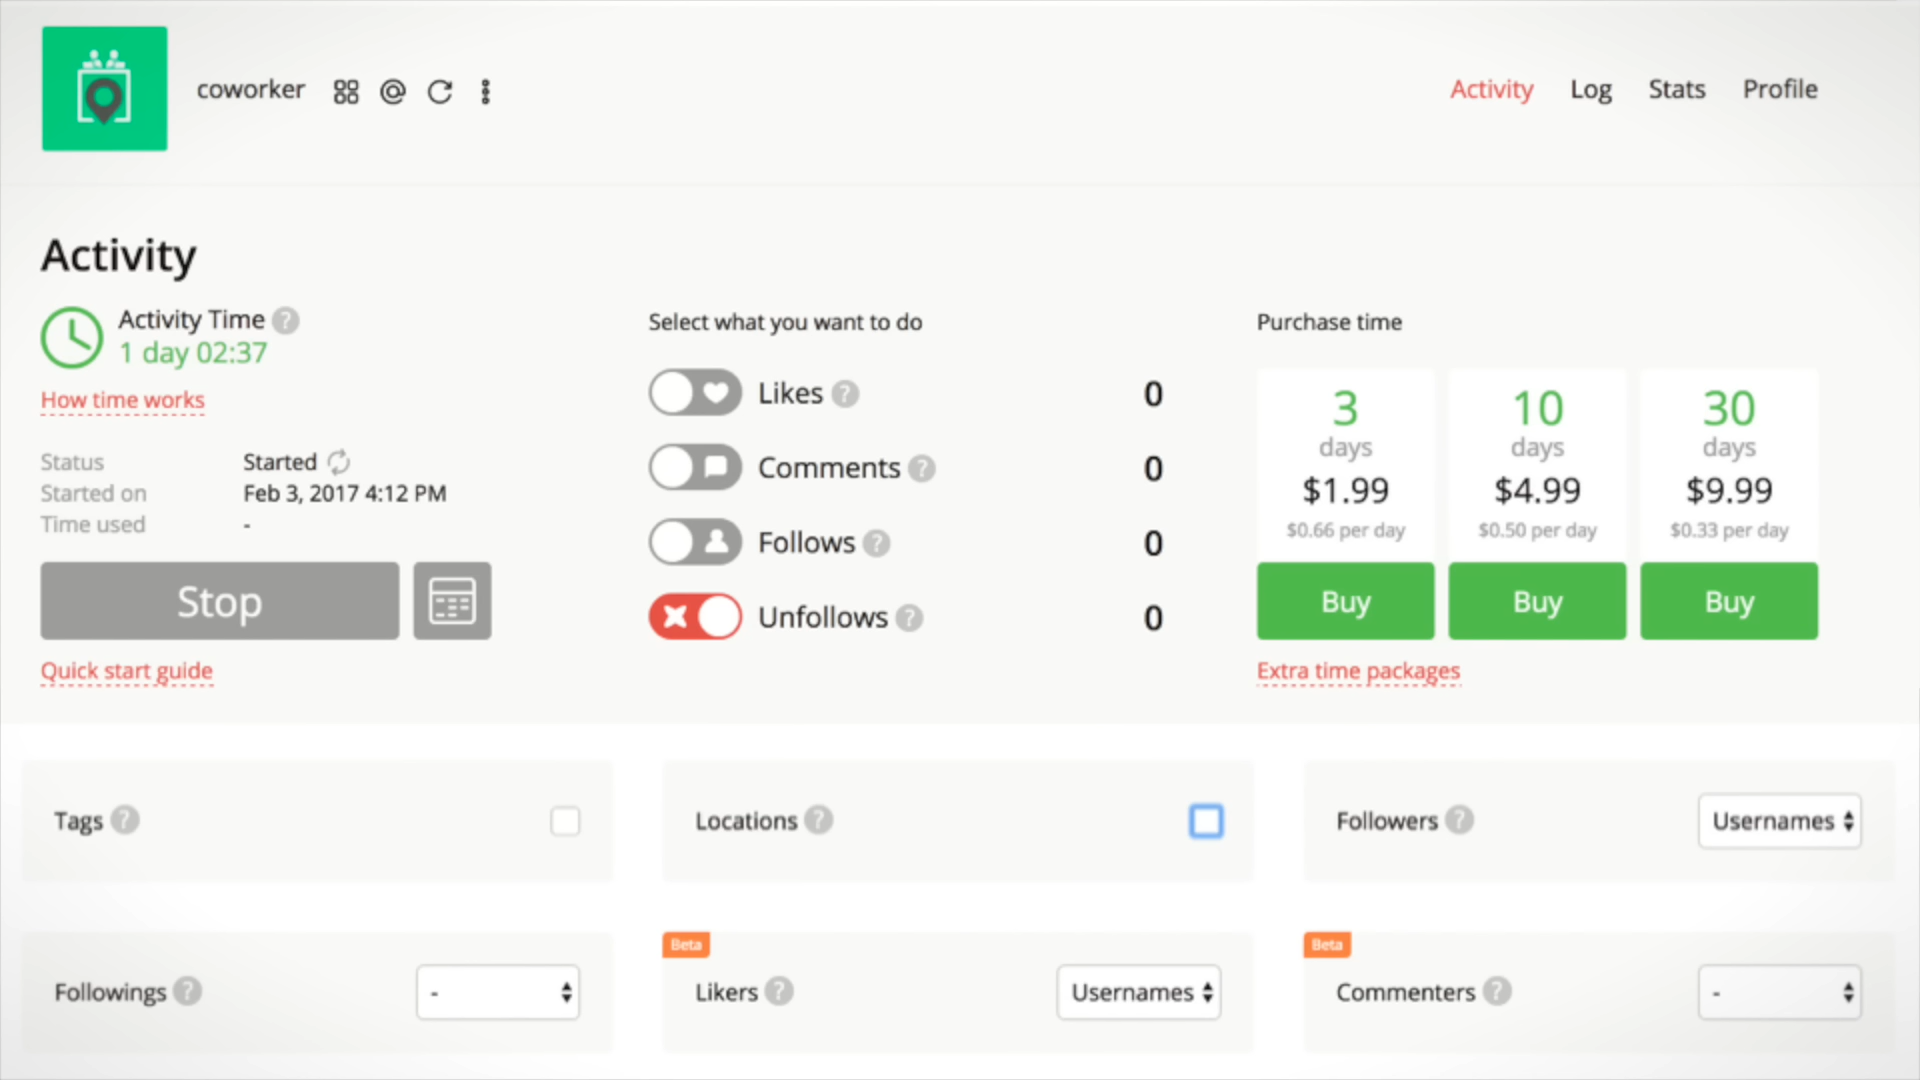 coworker
Activity Log Stats Profile
Activity
Activity Time ?
1 day 02:37
How time works
Status Started
Started on Feb 3, 2017 4:12 PM
Time used -
Stop
Quick start guide
Select what you want to do
Likes ? 0
Comments ? 0
Follows ? 0
Unfollows ? 0
Purchase time
3
days
$1.99
$0.66 per day
Buy
10
days
$4.99
$0.50 per day
Buy
30
days
$9.99
$0.33 per day
Buy
Extra time packages
Tags ?
Locations ?
Followers ? Usernames
Followings ? -
Beta
Likers ? Usernames
Beta
Commenters ? -